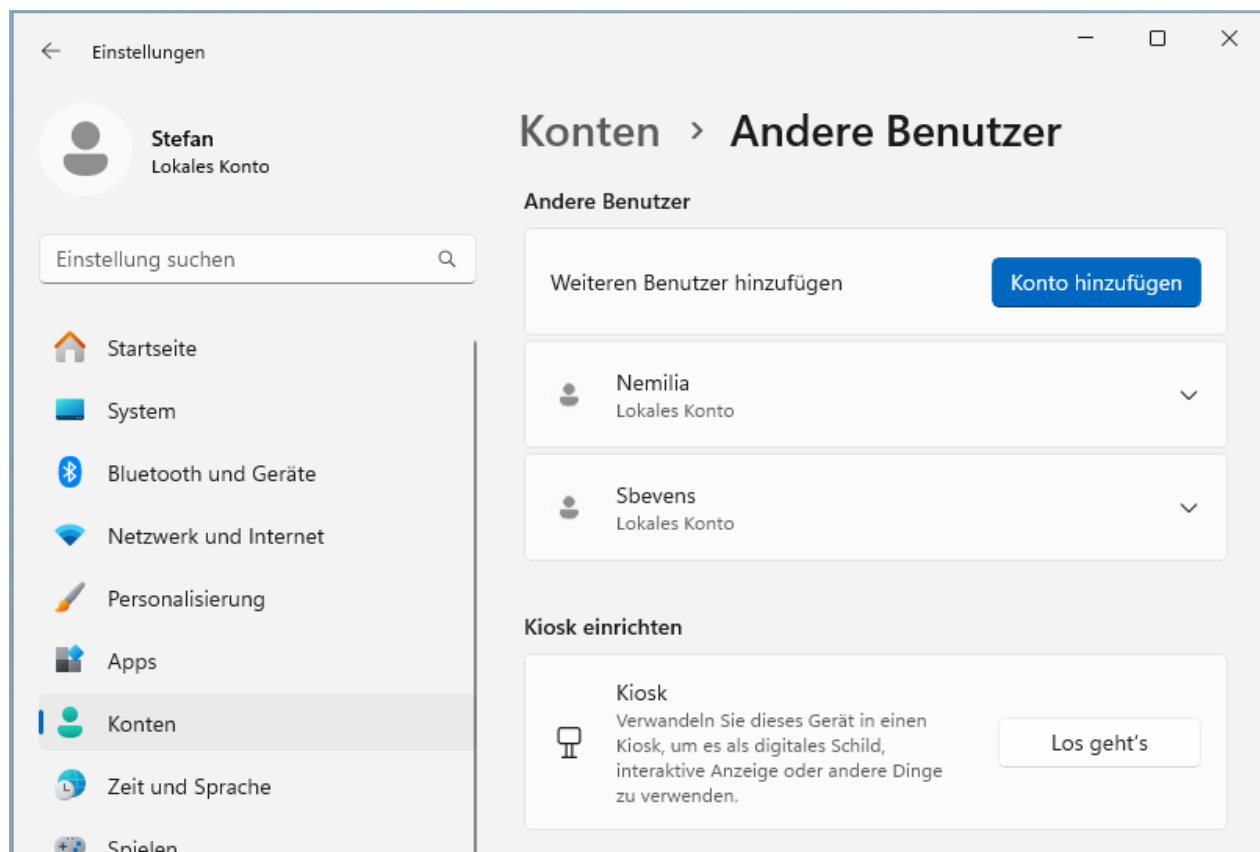 Einstellungen
Stefan
Lokales Konto
Einstellung suchen
Startseite
System
Bluetooth und Geräte
Netzwerk und Internet
Personalisierung
Apps
Konten
Zeit und Sprache
Spielen
Konten > Andere Benutzer
Andere Benutzer
Weiteren Benutzer hinzufügen
Konto hinzufügen
Nemilia
Lokales Konto
Sbevens
Lokales Konto
Kiosk einrichten
Kiosk
Verwandeln Sie dieses Gerät in einen
Kiosk, um es als digitales Schild,
interaktive Anzeige oder andere Dinge
zu verwenden.
Los geht's